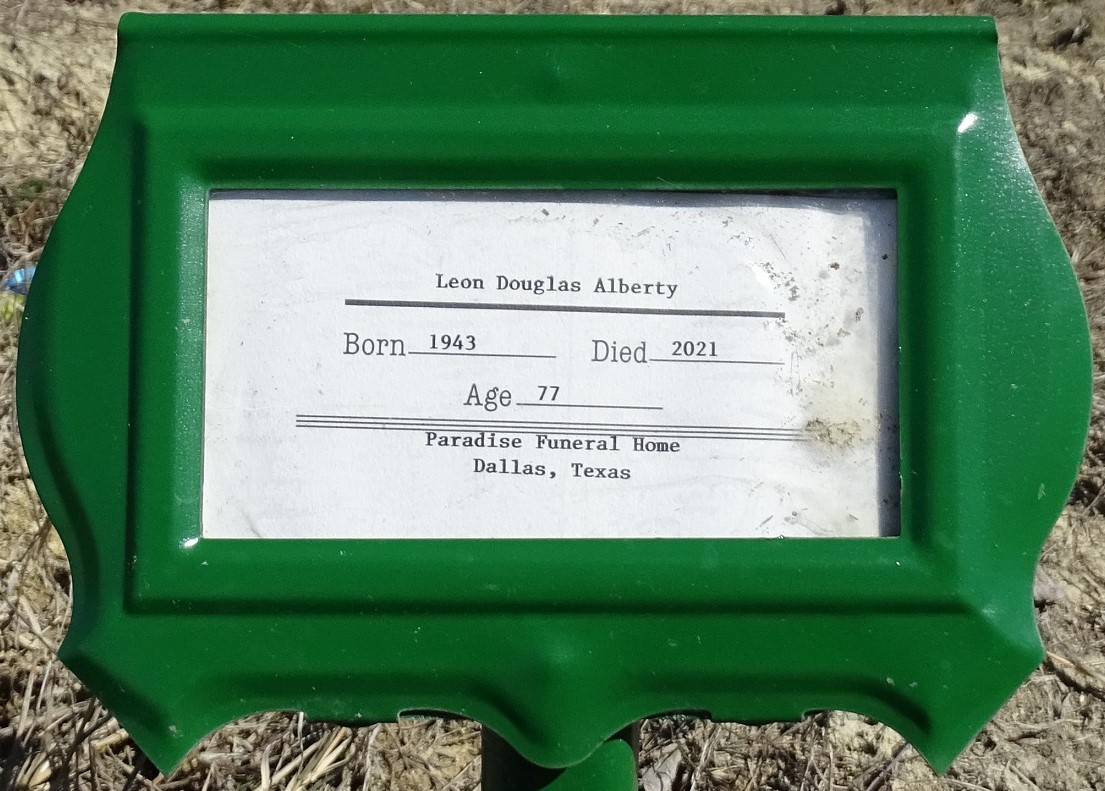 Leon Douglas Alberty
Born 1943 Died 2021
Age 77
Paradise Funeral Home
Dallas, Texas